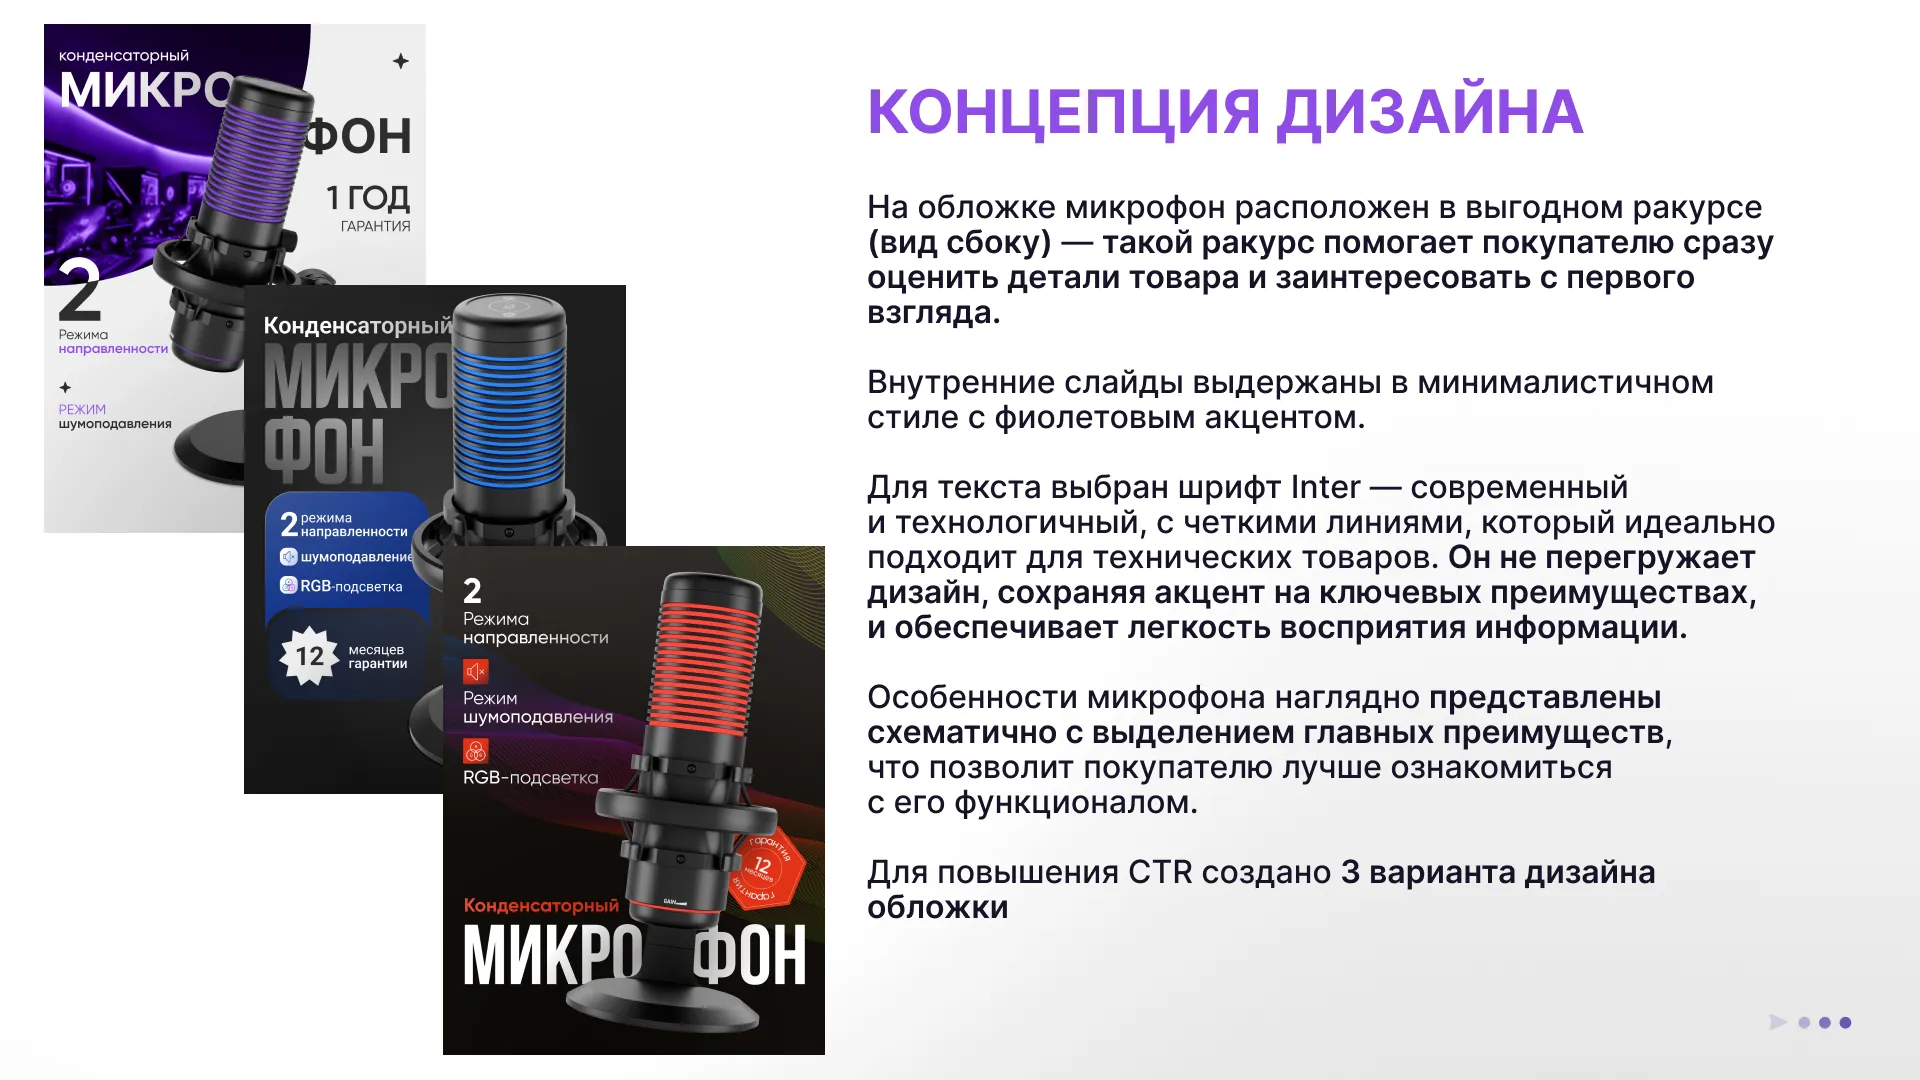 конденсаторный
МИКРО
ФОН
1 ГОД
ГАРАНТИЯ
2
Режима
направленности
РЕЖИМ
шумоподавления
Конденсаторный
МИКРО
ФОН
2 режима
направленности
шумоподавление
RGB-подсветка
12 месяцев
гарантии
2
Режима
направленности
Режим
шумоподавления
RGB-подсветка
гарантия
12
месяцев
гарантия
GAIN
Конденсаторный
МИКРО ФОН
КОНЦЕПЦИЯ ДИЗАЙНА
На обложке микрофон расположен в выгодном ракурсе
(вид сбоку) — такой ракурс помогает покупателю сразу
оценить детали товара и заинтересовать с первого
взгляда.
Внутренние слайды выдержаны в минималистичном
стиле с фиолетовым акцентом.
Для текста выбран шрифт Inter — современный
и технологичный, с четкими линиями, который идеально
подходит для технических товаров. Он не перегружает
дизайн, сохраняя акцент на ключевых преимуществах,
и обеспечивает легкость восприятия информации.
Особенности микрофона наглядно представлены
схематично с выделением главных преимуществ,
что позволит покупателю лучше ознакомиться
с его функционалом.
Для повышения CTR создано 3 варианта дизайна
обложки